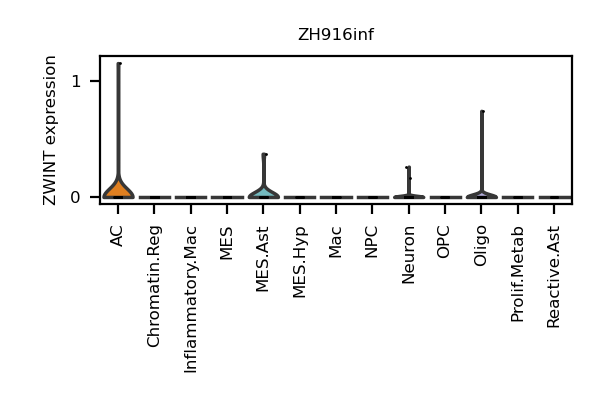 ZH916inf
ZWINT expression
1
0
AC
Chromatin.Reg
Inflammatory.Mac
MES
MES.Ast
MES.Hyp
Mac
NPC
Neuron
OPC
Oligo
Prolif.Metab
Reactive.Ast